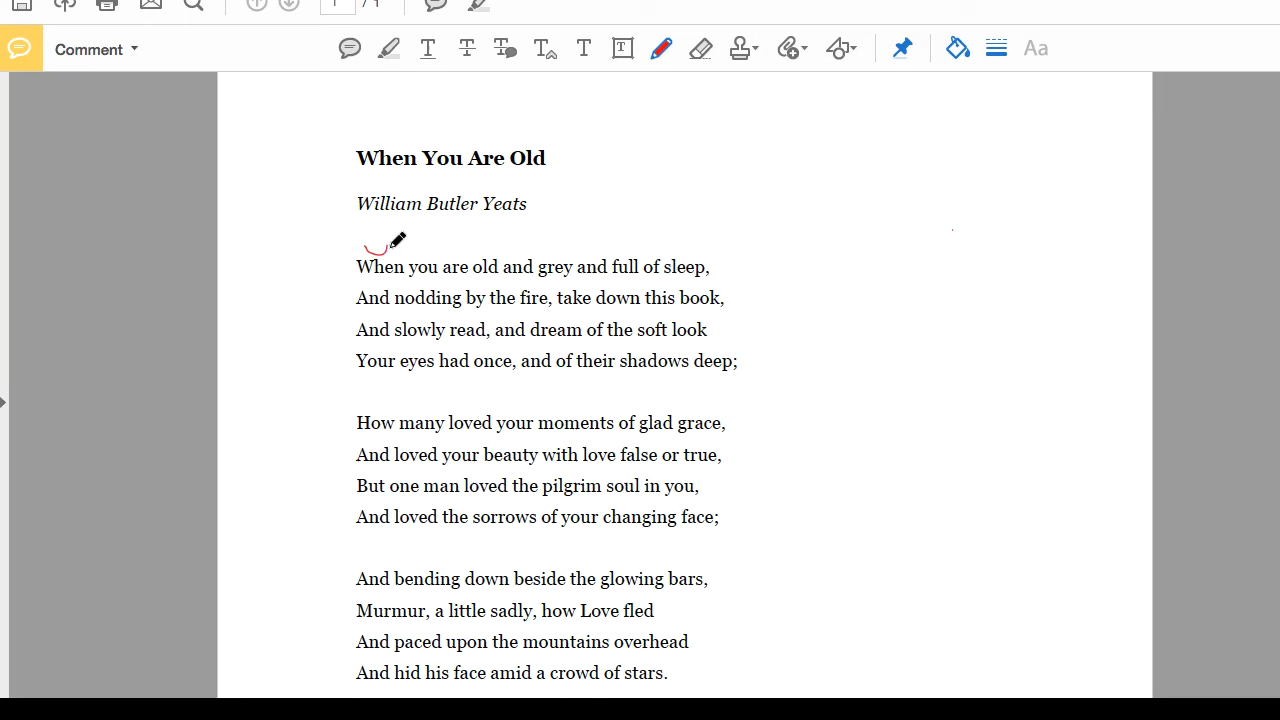 Comment
Aa
When You Are Old
William Butler Yeats
When you are old and grey and full of sleep,
And nodding by the fire, take down this book,
And slowly read, and dream of the soft look
Your eyes had once, and of their shadows deep;
How many loved your moments of glad grace,
And loved your beauty with love false or true,
But one man loved the pilgrim soul in you,
And loved the sorrows of your changing face;
And bending down beside the glowing bars,
Murmur, a little sadly, how Love fled
And paced upon the mountains overhead
And hid his face amid a crowd of stars.